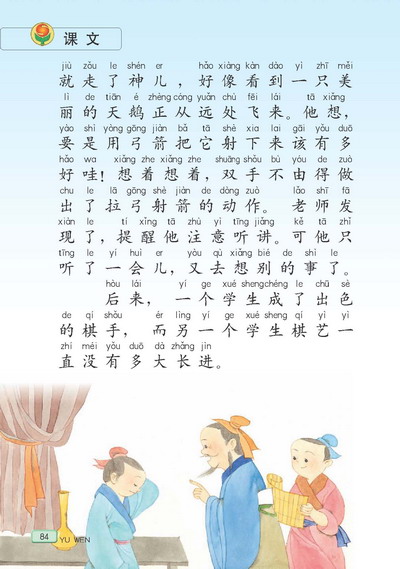 课文
jiù zǒu le shén er hǎo xiàng kàn dào yì zhī měi
就走了神儿，好像看到一只美
lì de tiān é zhèng cóng yuǎn chù fēi lái tā xiǎng
丽的天鹅正从远处飞来。他想，
yào shì yòng gōng jiàn bǎ tā shè xia lai gāi yǒu duō
要是用弓箭把它射下来该有多
hǎo wa xiǎng zhe xiǎng zhe shuāng shǒu bù yóu de zuò
好哇！想着想着，双手不由得做
chu le lā gōng shè jiàn de dòng zuò lǎo shī fā
出了拉弓射箭的动作。老师发
xiàn le tí xǐng tā zhù yì tīng jiǎng kě tā zhǐ
现了，提醒他注意听讲。可他只
tīng le yí huì er yòu qù xiǎng bié de shì le
听了一会儿，又去想别的事了。
hòu lái yí ge xué sheng chéng le chū sè
后来，一个学生成了出色
de qí shǒu ér lìng yí ge xué sheng qí yì yì
的棋手，而另一个学生棋艺一
zhí méi yǒu duō dà zhǎng jìn
直没有多大长进。
84
YU WEN